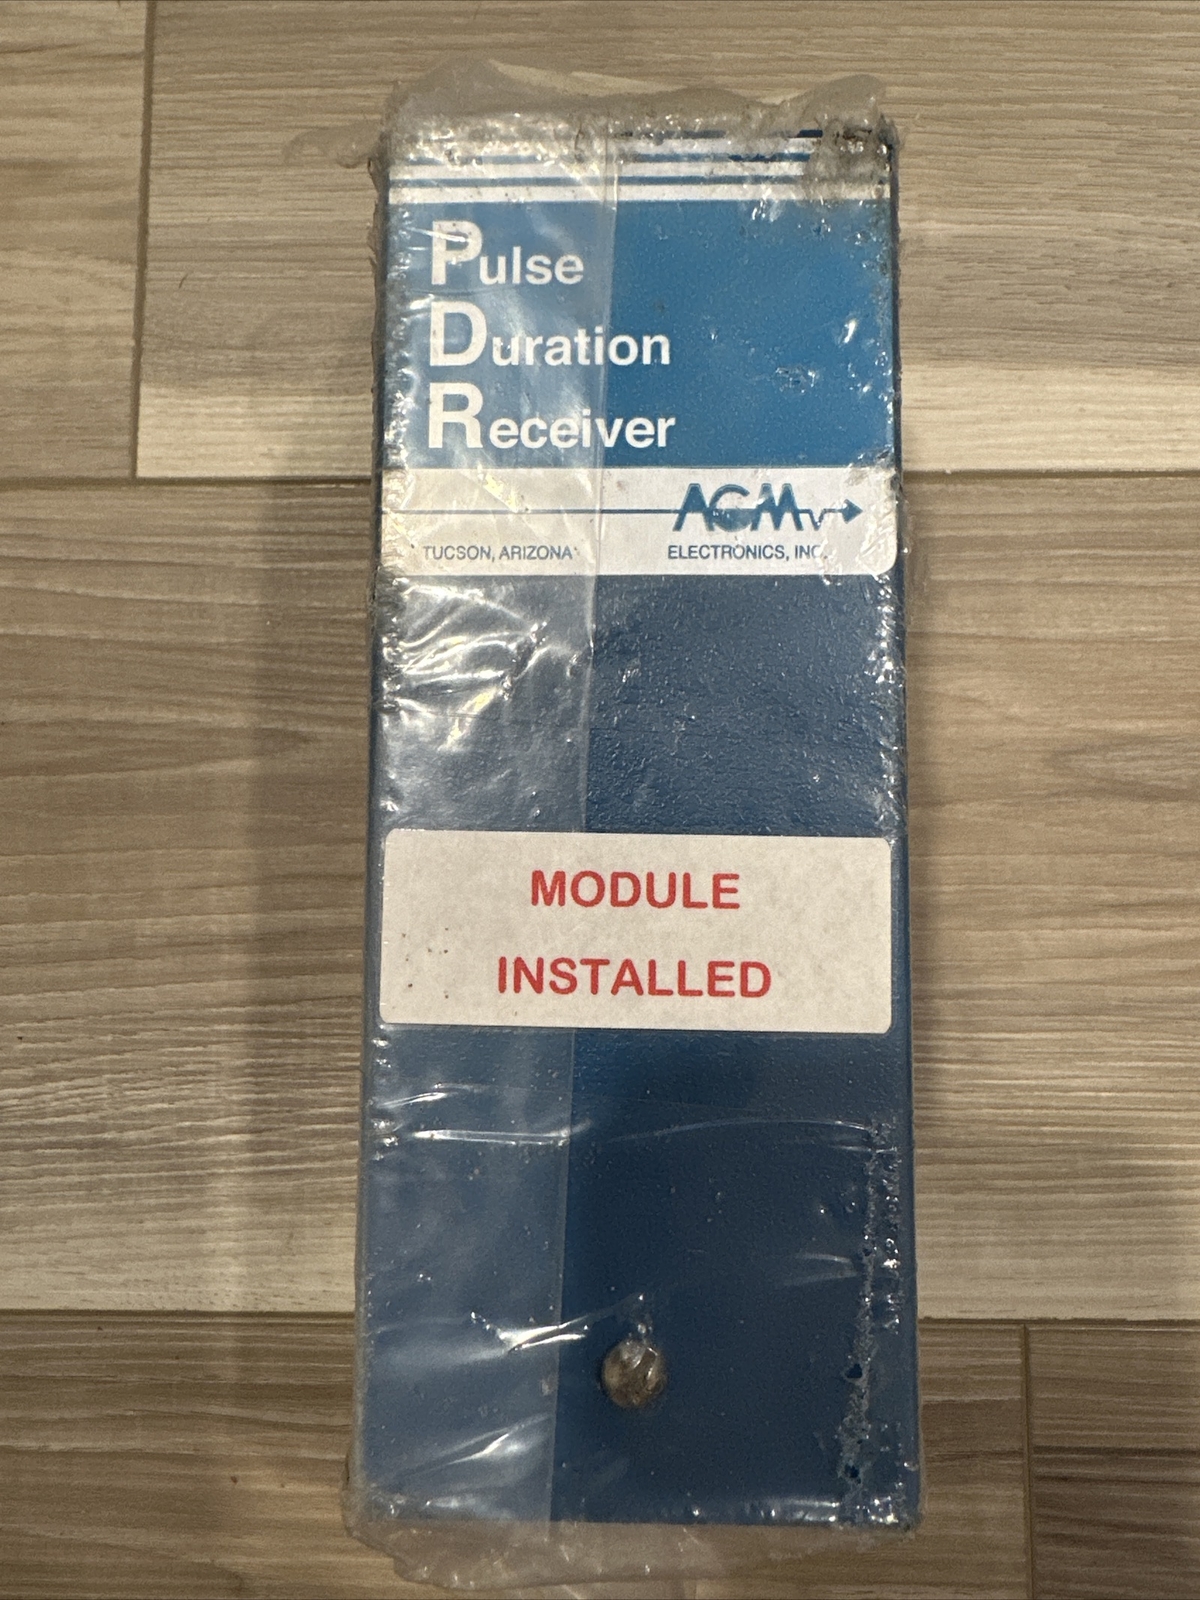 Pulse
Duration
Receiver
AGM
TUCSON, ARIZONA
ELECTRONICS, INC.
MODULE
INSTALLED